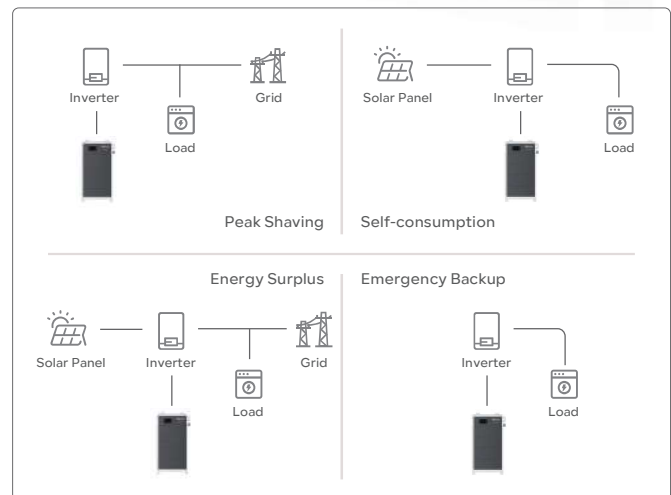 Inverter
Grid
Load
Peak Shaving
Solar Panel
Inverter
Load
Self-consumption
Energy Surplus
Solar Panel
Inverter
Grid
Load
Emergency Backup
Inverter
Load